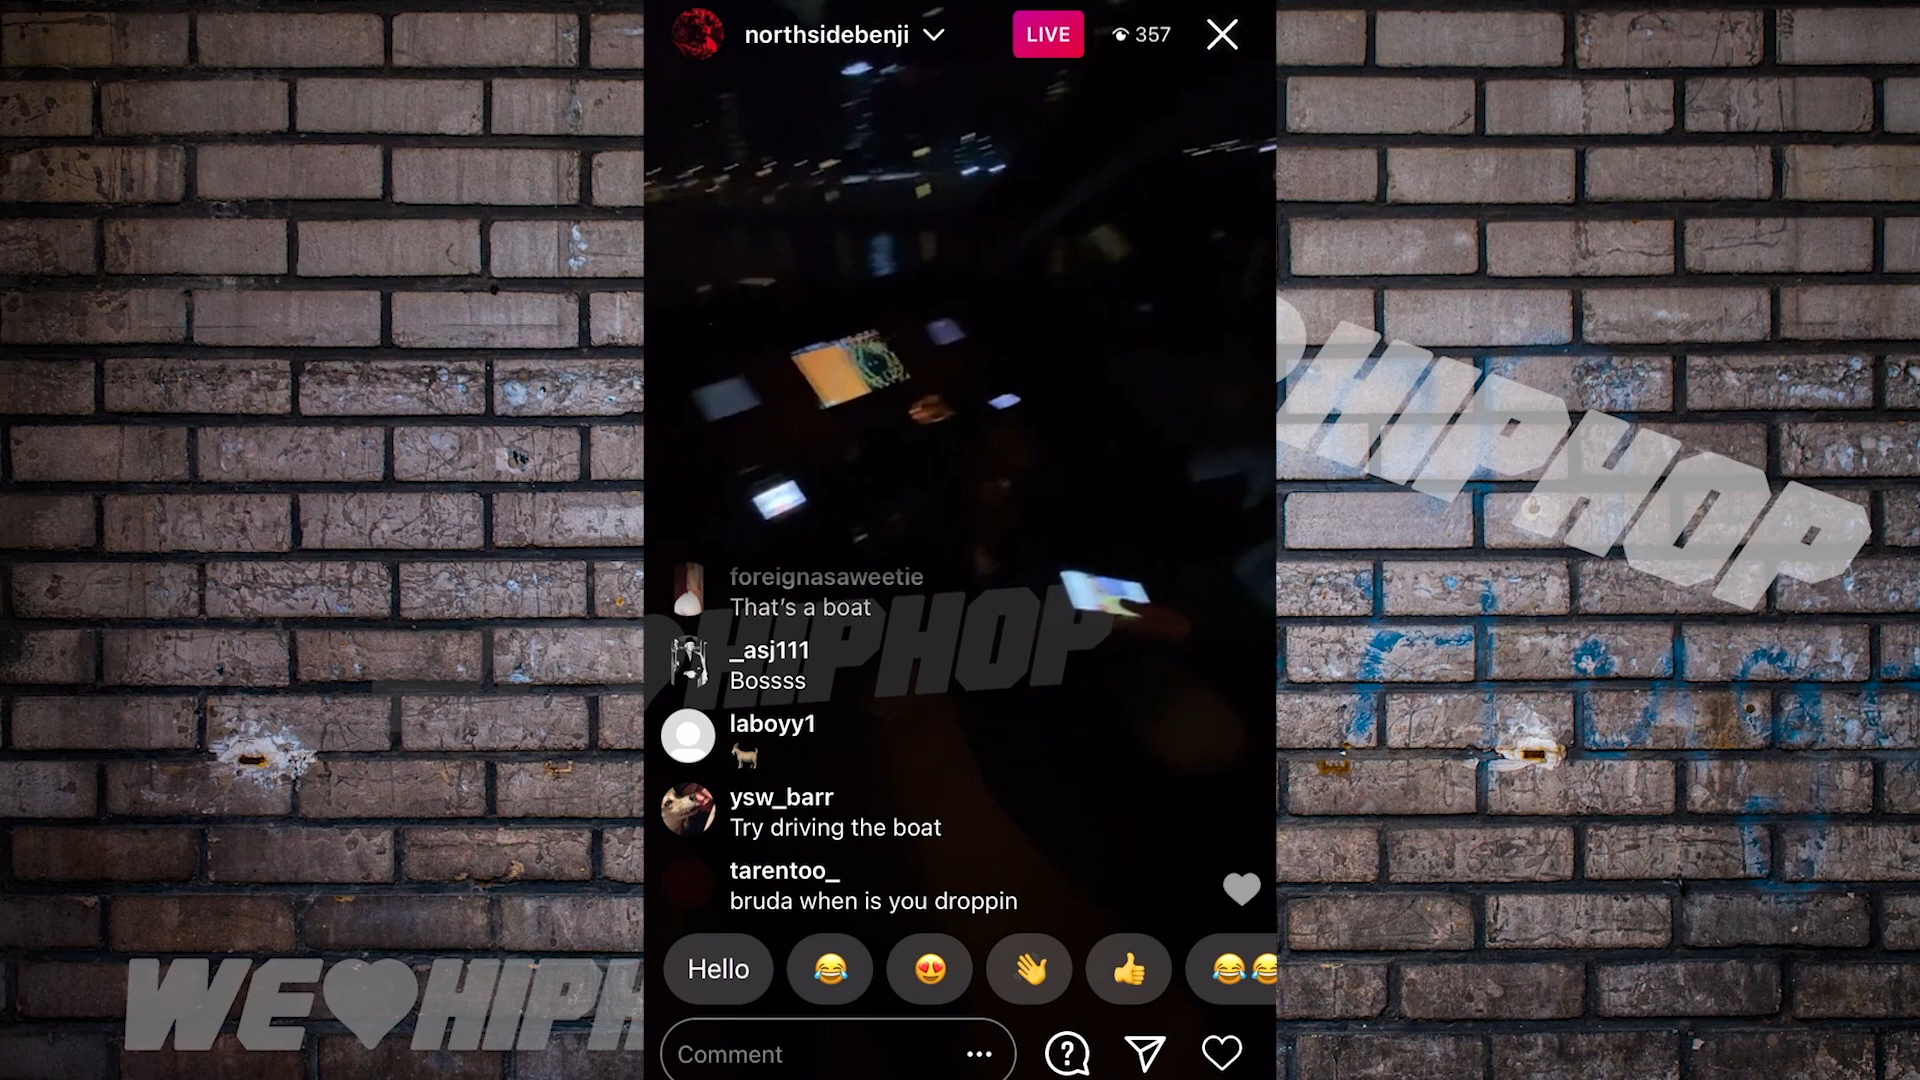 northsidebenji
LIVE
357
foreignasaweetie
That's a boat
_asj111
Bossss
laboyy1
ysw_barr
Try driving the boat
tarentoo_
bruda when is you droppin
Hello
Comment
HIPHOP
HIPHOP
WE HIPH